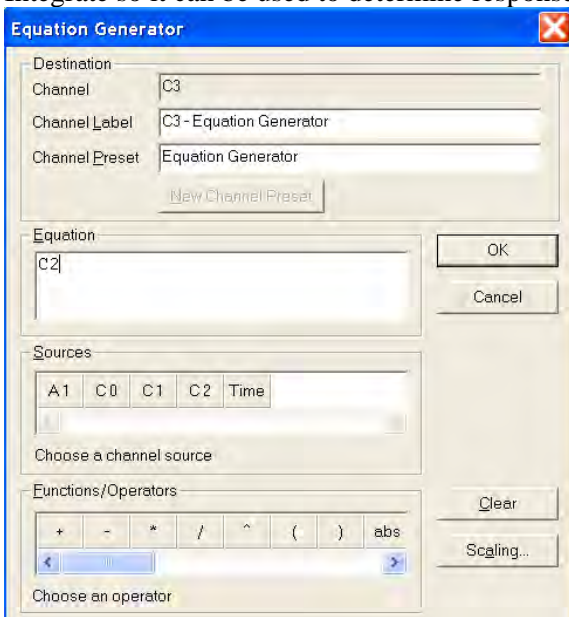 integrate so it can be used to determine response
Equation Generator
Destination
Channel C3
Channel Label C3 - Equation Generator
Channel Preset Equation Generator
New Channel Preset
Equation
C2
OK
Cancel
Sources
A1 C0 C1 C2 Time
Choose a channel source
Functions/Operators
+ - * / ^ ( ) abs
Choose an operator
Clear
Scaling...